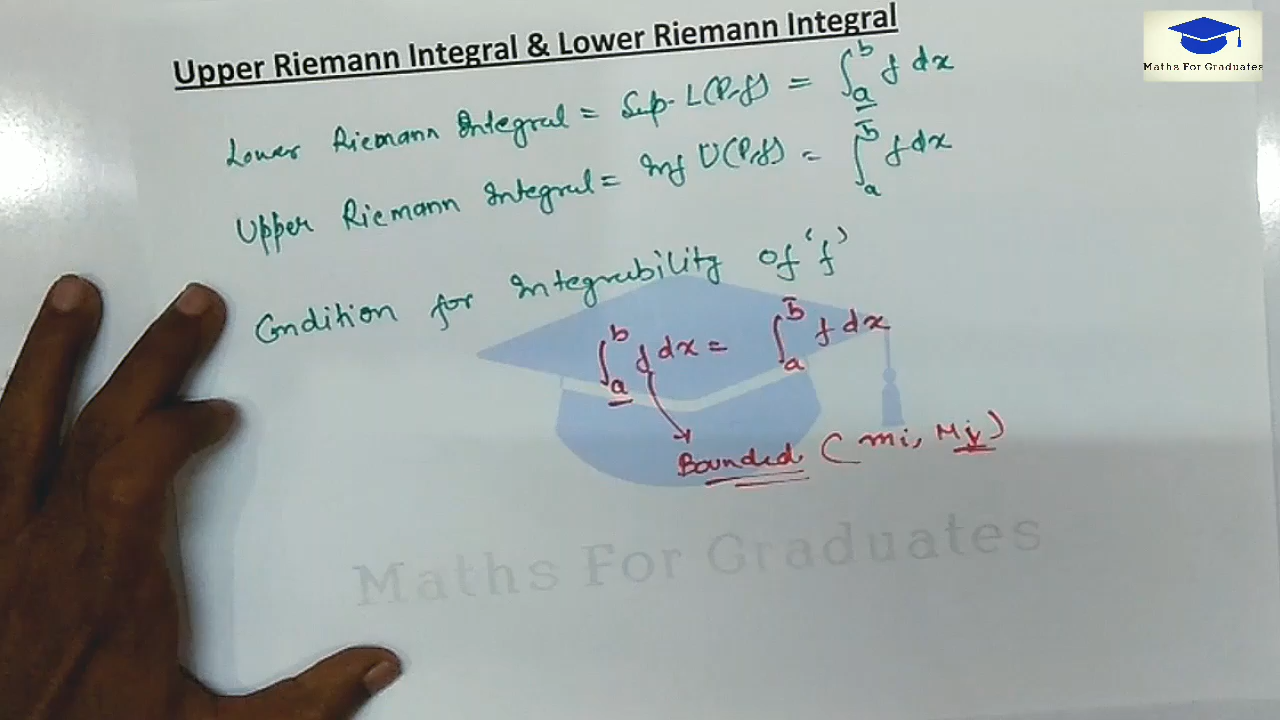 Upper Riemann Integral & Lower Riemann Integral
Maths For Graduates
Lower Riemann Integral = Sup. L(P,f) = ∫_a̲^b f dx
Upper Riemann Integral = Inf U(P,f) = ∫_a^b̅ f dx
Condition for Integrability of 'f'
∫_a̲^b f dx = ∫_a^b̅ f dx
Bounded (mi, Mi)
Maths For Graduates